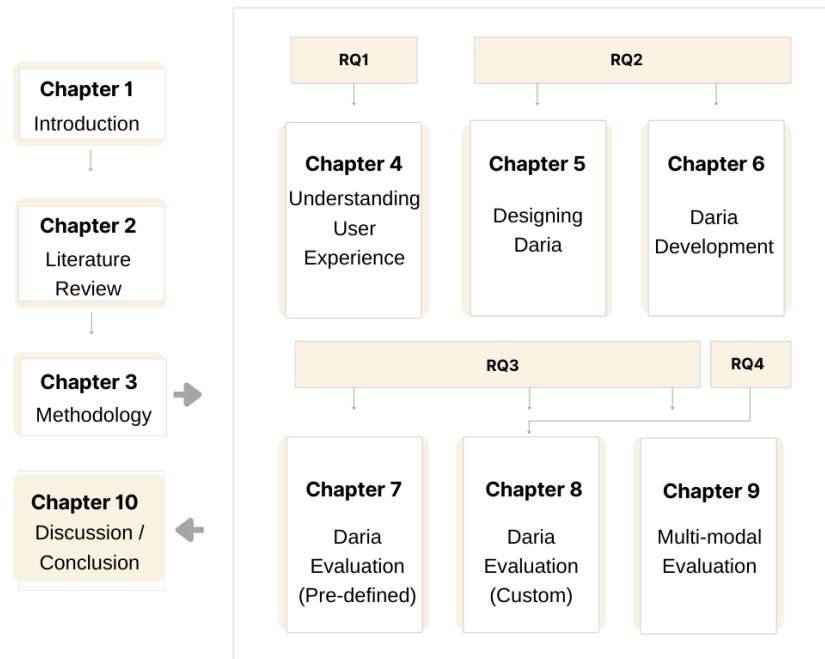 Chapter 1
Introduction
Chapter 2
Literature
Review
Chapter 3
Methodology
Chapter 10
Discussion /
Conclusion
RQ1
RQ2
Chapter 4
Understanding
User
Experience
Chapter 5
Designing
Daria
Chapter 6
Daria
Development
RQ3
RQ4
Chapter 7
Daria
Evaluation
(Pre-defined)
Chapter 8
Daria
Evaluation
(Custom)
Chapter 9
Multi-modal
Evaluation